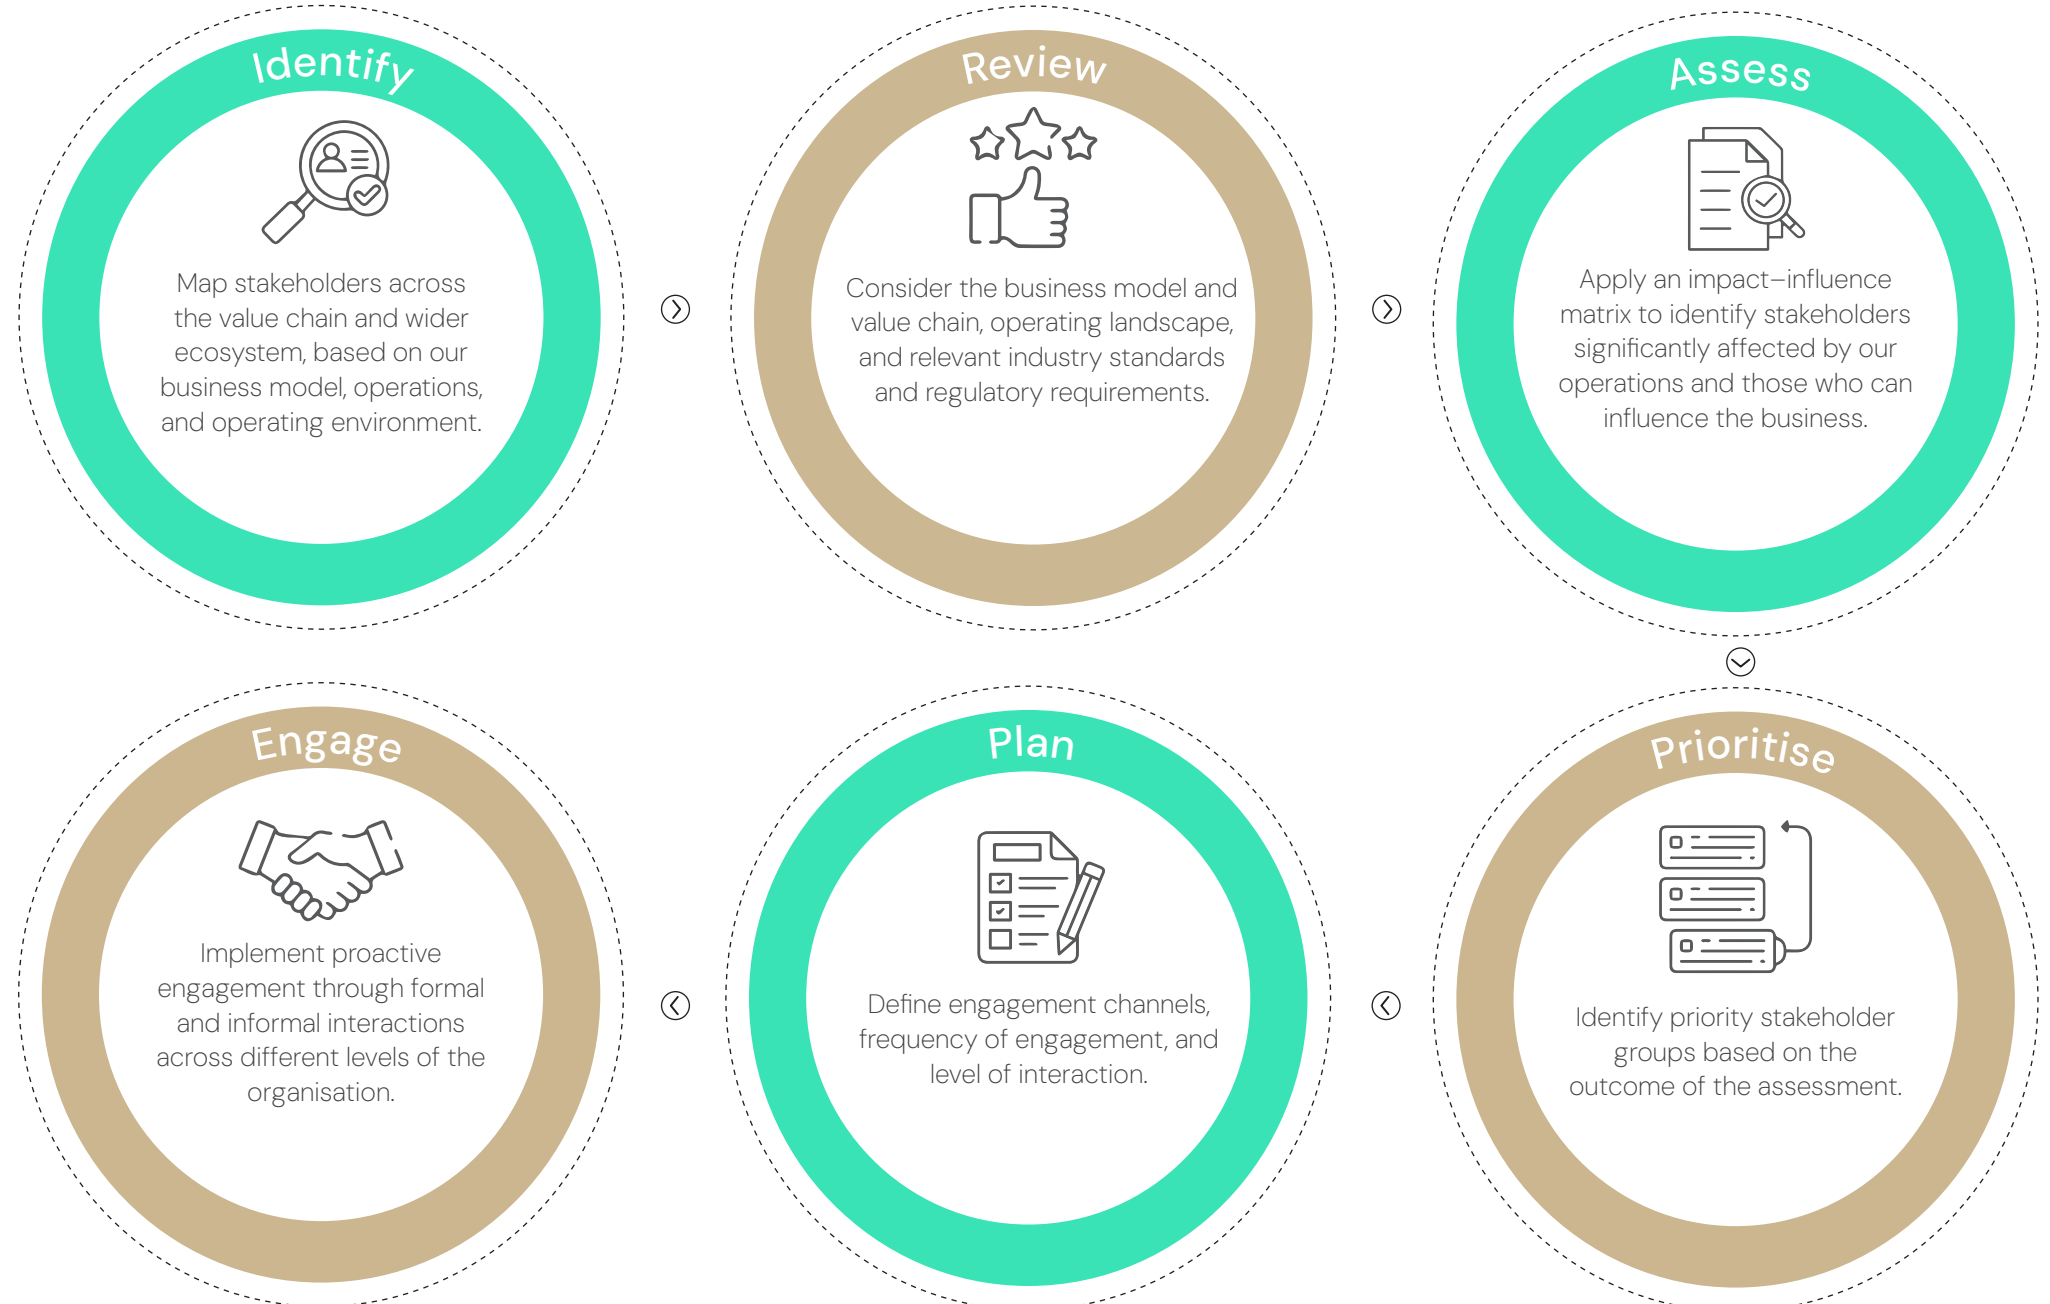 Identify
Map stakeholders across
the value chain and wider
ecosystem, based on our
business model, operations,
and operating environment.
Review
Consider the business model and
value chain, operating landscape,
and relevant industry standards
and regulatory requirements.
Assess
Apply an impact–influence
matrix to identify stakeholders
significantly affected by our
operations and those who can
influence the business.
Prioritise
Identify priority stakeholder
groups based on the
outcome of the assessment.
Plan
Define engagement channels,
frequency of engagement, and
level of interaction.
Engage
Implement proactive
engagement through formal
and informal interactions
across different levels of the
organisation.